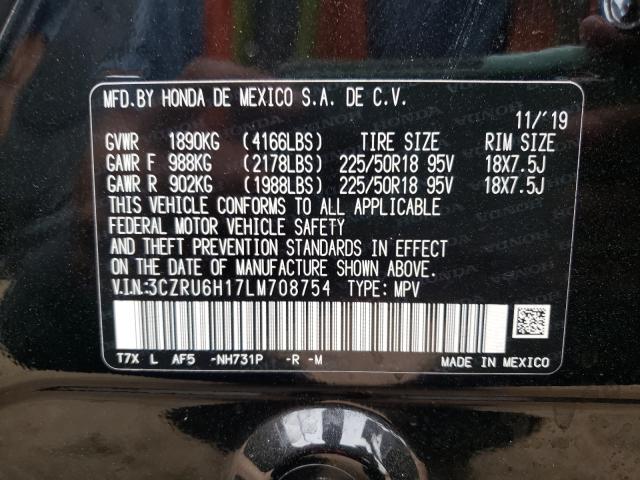 MFD.BY HONDA DE MEXICO S.A. DE C.V.
11/'19
GVWR 1890KG (4166LBS) TIRE SIZE RIM SIZE
GAWR F 988KG (2178LBS) 225/50R18 95V 18X7.5J
GAWR R 902KG (1988LBS) 225/50R18 95V 18X7.5J
THIS VEHICLE CONFORMS TO ALL APPLICABLE
FEDERAL MOTOR VEHICLE SAFETY
AND THEFT PREVENTION STANDARDS IN EFFECT
ON THE DATE OF MANUFACTURE SHOWN ABOVE.
V.I.N:3CZRU6H17LM708754 TYPE: MPV
T7X L AF5 -NH731P -R -M
MADE IN MEXICO